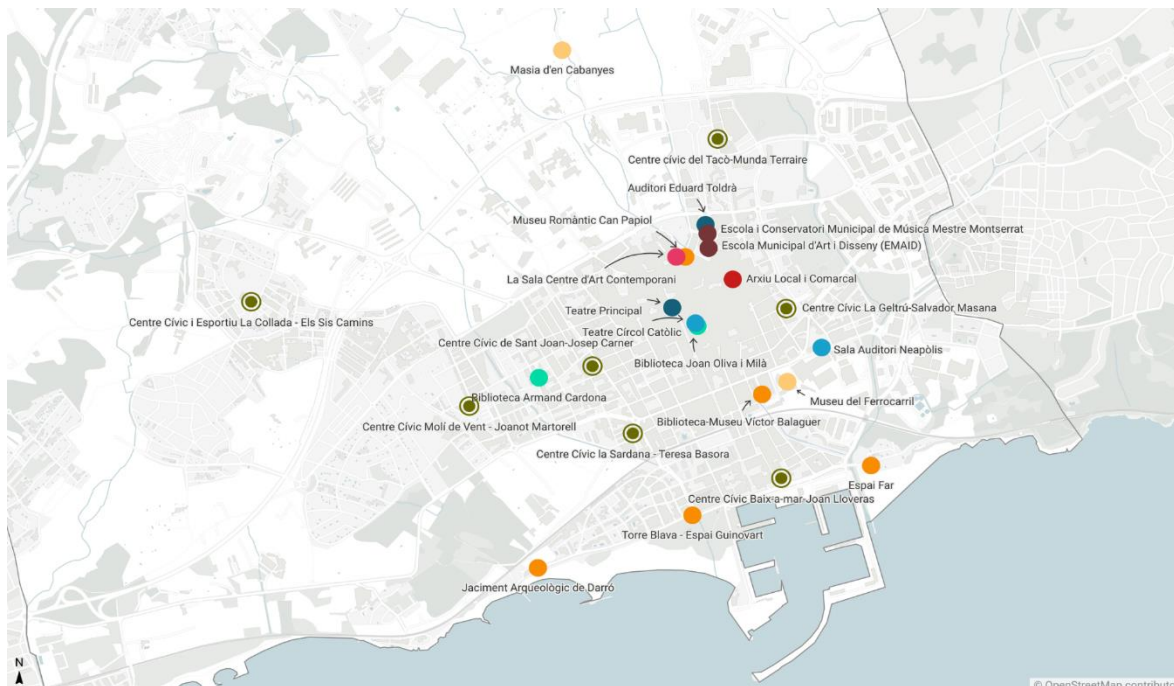 Masia d'en Cabanyes
Centre cívic del Tacò-Munda Terraire
Auditori Eduard Toldrà
Museu Romàntic Can Papiol
Escola i Conservatori Municipal de Música Mestre Montserrat
Escola Municipal d'Art i Disseny (EMAID)
La Sala Centre d'Art Contemporani
Arxiu Local i Comarcal
Teatre Principal
Centre Cívic La Geltrú-Salvador Masana
Centre Cívic i Esportiu La Collada - Els Sis Camins
Teatre Círcol Catòlic
Centre Cívic de Sant Joan-Josep Carner
Sala Auditori Neapòlis
Biblioteca Joan Oliva i Milà
Biblioteca Armand Cardona
Museu del Ferrocarril
Centre Cívic Molí de Vent - Joanot Martorell
Biblioteca-Museu Víctor Balaguer
Centre Cívic la Sardana - Teresa Basora
Espai Far
Centre Cívic Baix-a-mar-Joan Lloveras
Torre Blava - Espai Guinovart
Jaciment Arqueològic de Darró
N
© OpenStreetMap contributo